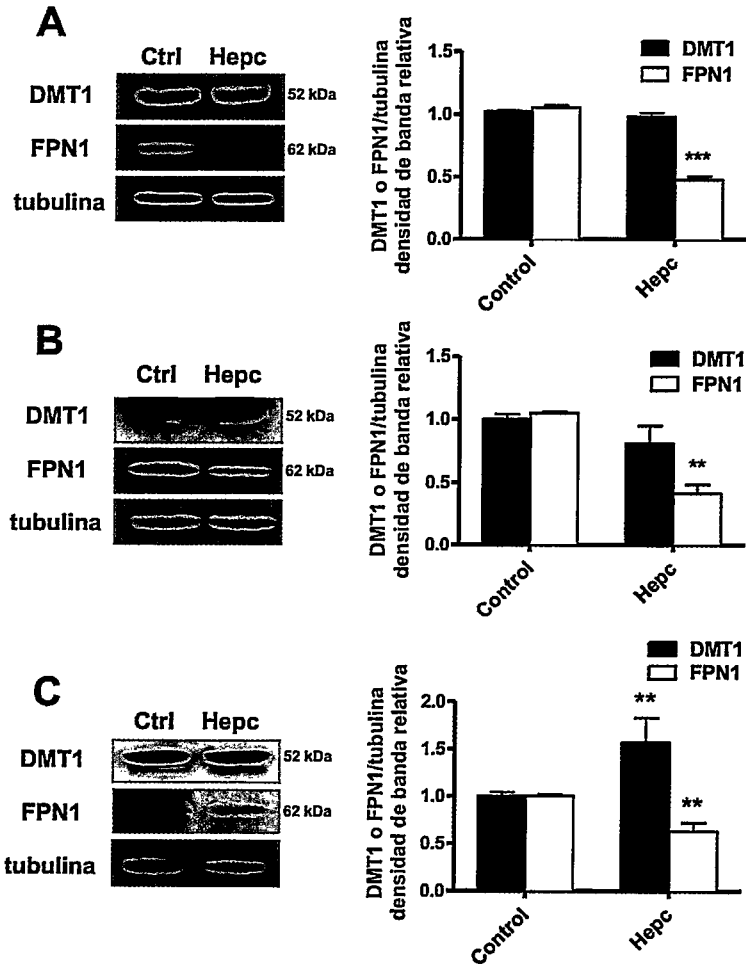 A
Ctrl Hepc
DMT1 52 kDa
FPN1 62 kDa
tubulina
DMT1 o FPN1/tubulina
densidad de banda relativa
1.5
1.0
0.5
0.0
DMT1
FPN1
***
Control
Hepc
B
Ctrl Hepc
DMT1 52 kDa
FPN1 62 kDa
tubulina
DMT1 o FPN1/tubulina
densidad de banda relativa
1.5
1.0
0.5
0.0
DMT1
FPN1
**
Control
Hepc
C
Ctrl Hepc
DMT1 52 kDa
FPN1 62 kDa
tubulina
DMT1 o FPN1/tubulina
densidad de banda relativa
2.0
1.5
1.0
0.5
0.0
DMT1
FPN1
**
**
Control
Hepc